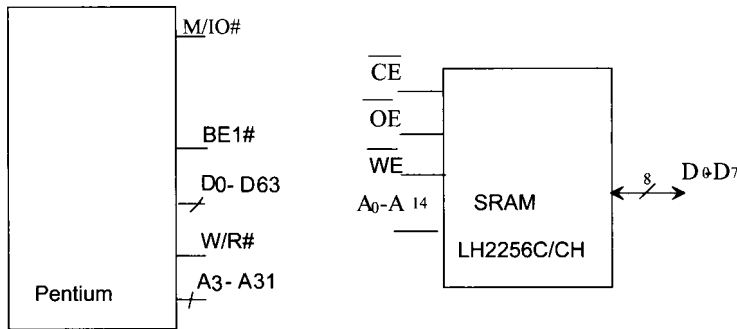 M/IO#
BE1#
D0- D63
W/R#
A3- A31
Pentium
CE
OE
WE
A0-A 14
SRAM
LH2256C/CH
8
D0-D7